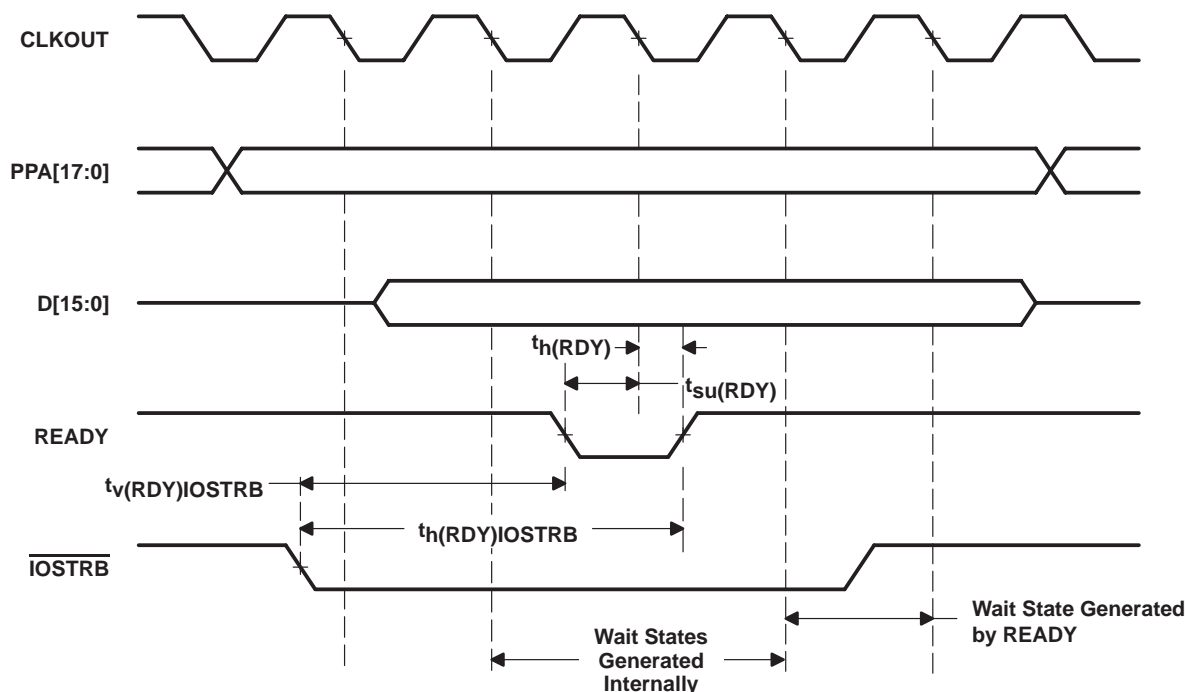 CLKOUT
PPA[17:0]
D[15:0]
th(RDY)
tsu(RDY)
READY
tv(RDY)IOSTRB
th(RDY)IOSTRB
IOSTRB
Wait State Generated
by READY
Wait States
Generated
Internally